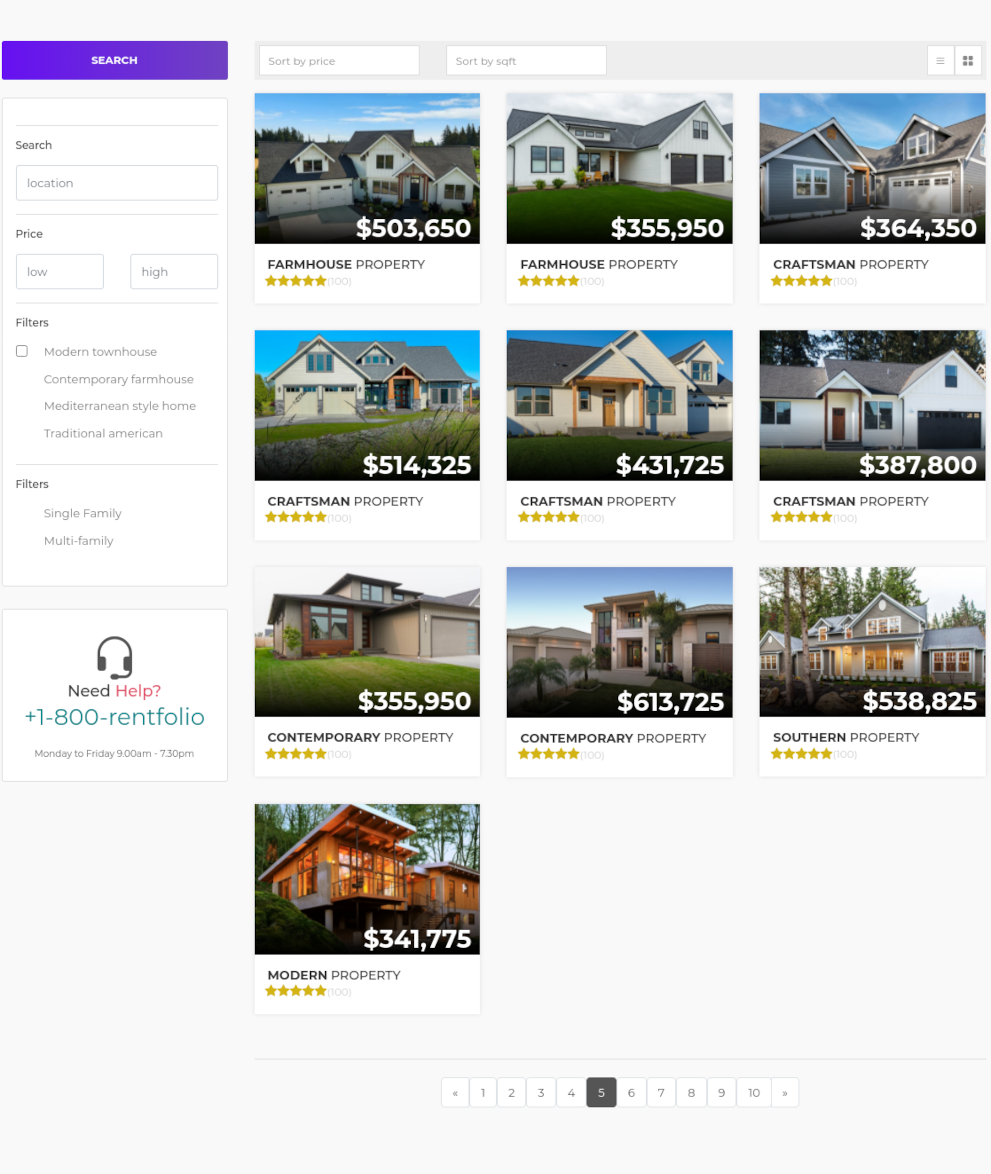 SEARCH
Search
location
Price
low
high
Filters
Modern townhouse
Contemporary farmhouse
Mediterranean style home
Traditional american
Filters
Single Family
Multi-family
Need Help?
+1-800-rentfolio
Monday to Friday 9.00am - 7.30pm
Sort by price
Sort by sqft
$503,650
FARMHOUSE PROPERTY
(100)
$355,950
FARMHOUSE PROPERTY
(100)
$364,350
CRAFTSMAN PROPERTY
(100)
$514,325
CRAFTSMAN PROPERTY
(100)
$431,725
CRAFTSMAN PROPERTY
(100)
$387,800
CRAFTSMAN PROPERTY
(100)
$355,950
CONTEMPORARY PROPERTY
(100)
$613,725
CONTEMPORARY PROPERTY
(100)
$538,825
SOUTHERN PROPERTY
(100)
$341,775
MODERN PROPERTY
(100)
« 1 2 3 4 5 6 7 8 9 10 »